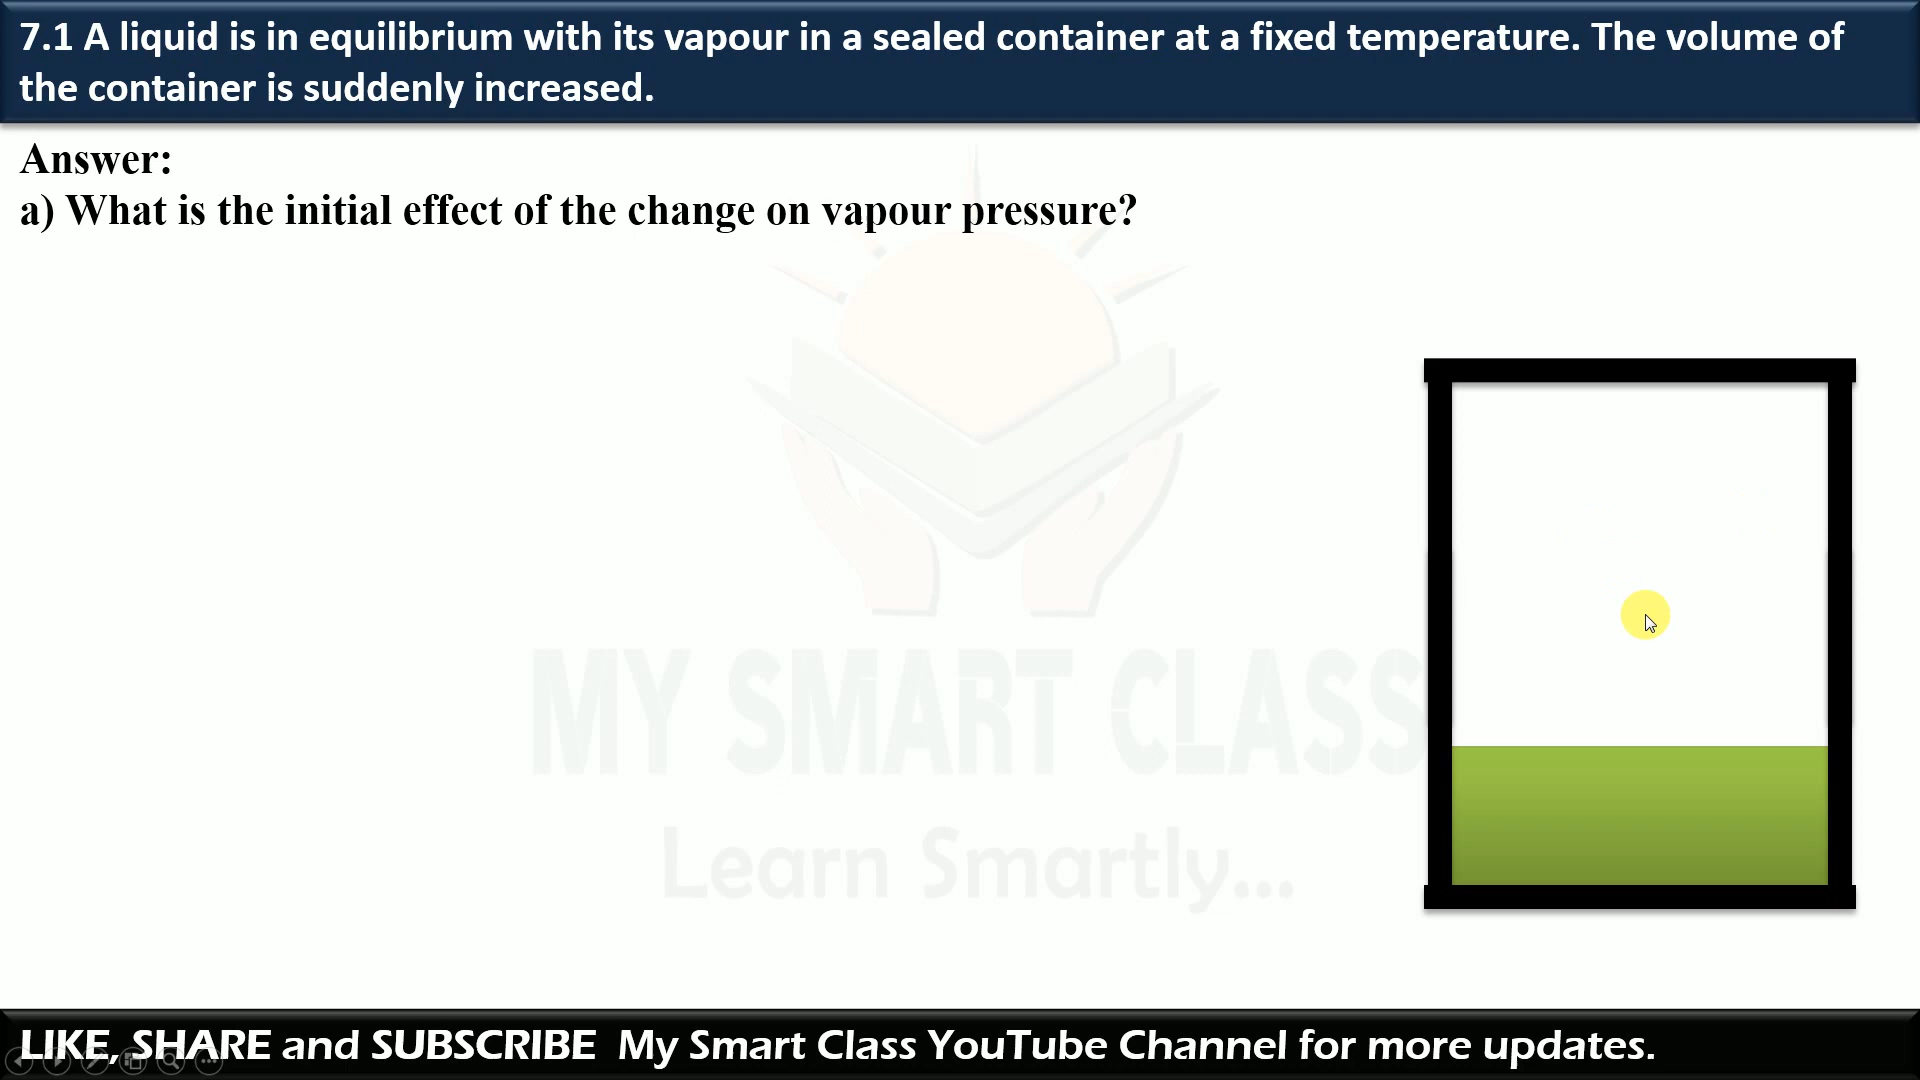 7.1 A liquid is in equilibrium with its vapour in a sealed container at a fixed temperature. The volume of
the container is suddenly increased.
Answer:
a) What is the initial effect of the change on vapour pressure?
MY SMART CLASS
Learn Smartly...
LIKE, SHARE and SUBSCRIBE My Smart Class YouTube Channel for more updates.